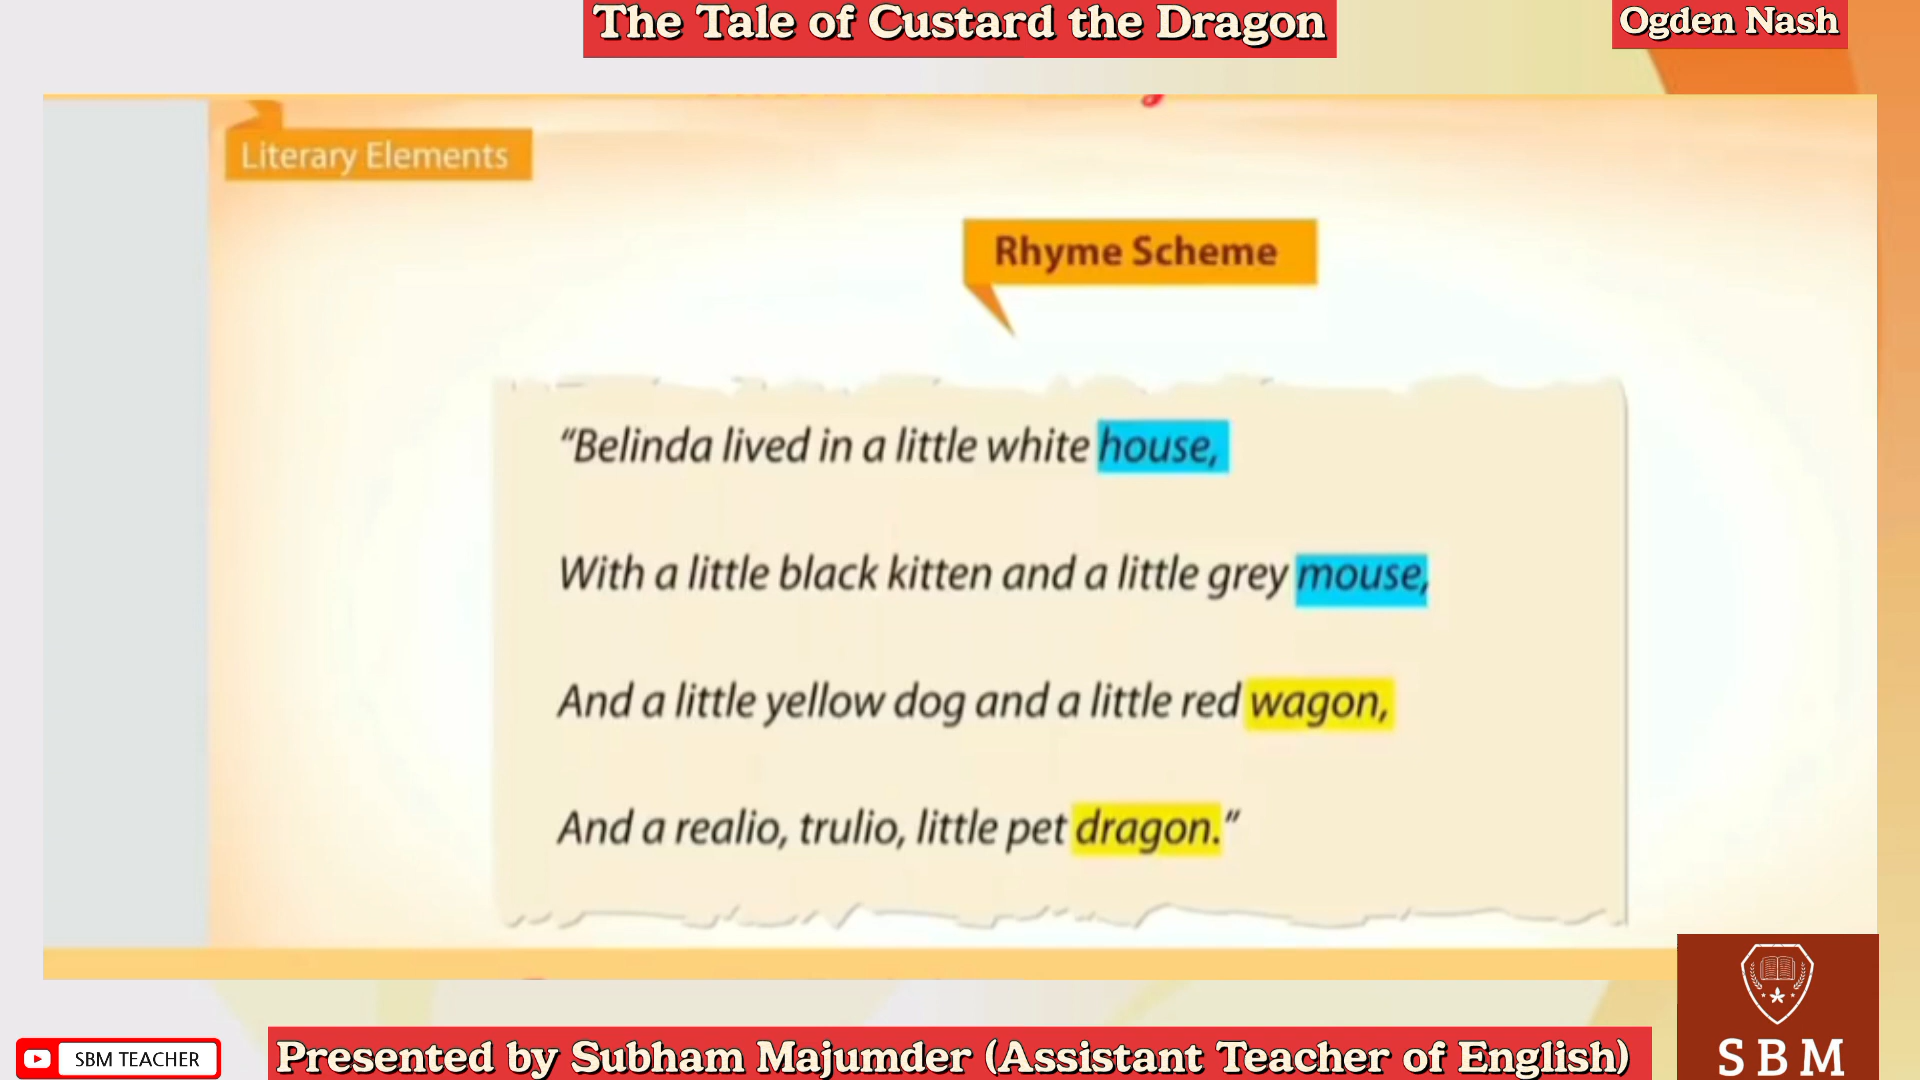 The Tale of Custard the Dragon
Ogden Nash
Literary Elements
Rhyme Scheme
“Belinda lived in a little white house,
With a little black kitten and a little grey mouse,
And a little yellow dog and a little red wagon,
And a realio, trulio, little pet dragon.”
SBM TEACHER
Presented by Subham Majumder (Assistant Teacher of English)
SBM